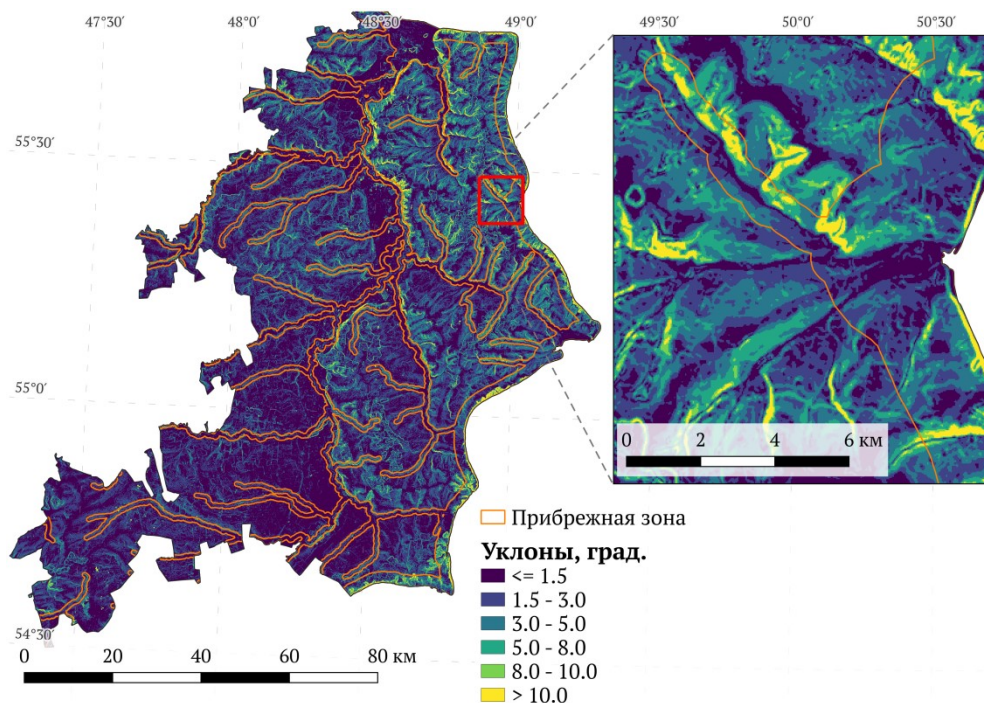 47°30′ 48°0′ 48°30′ 49°0′ 49°30′ 50°0′ 50°30′
55°30′
55°0′
54°30′
0 2 4 6 км
Прибрежная зона
Уклоны, град.
<= 1.5
1.5 - 3.0
3.0 - 5.0
5.0 - 8.0
8.0 - 10.0
> 10.0
0 20 40 60 80 км